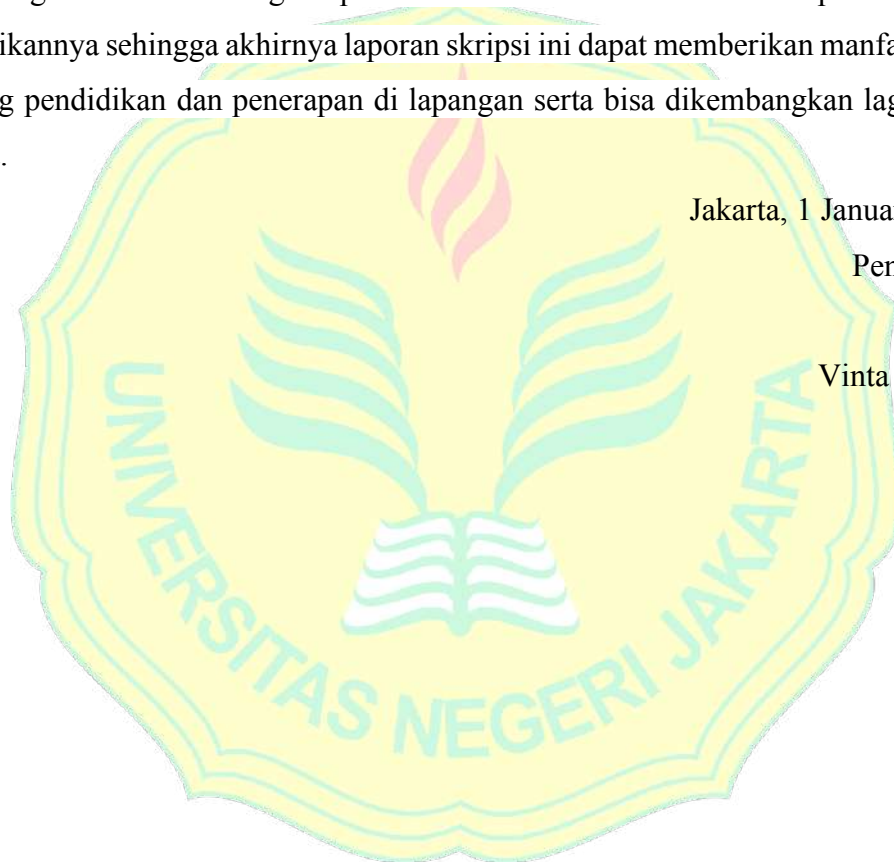 ikannya sehingga akhirnya laporan skripsi ini dapat memberikan manfa
g pendidikan dan penerapan di lapangan serta bisa dikembangkan lag
.
Jakarta, 1 Januar
Pen
Vinta
UNIVERSITAS NEGERI JAKARTA